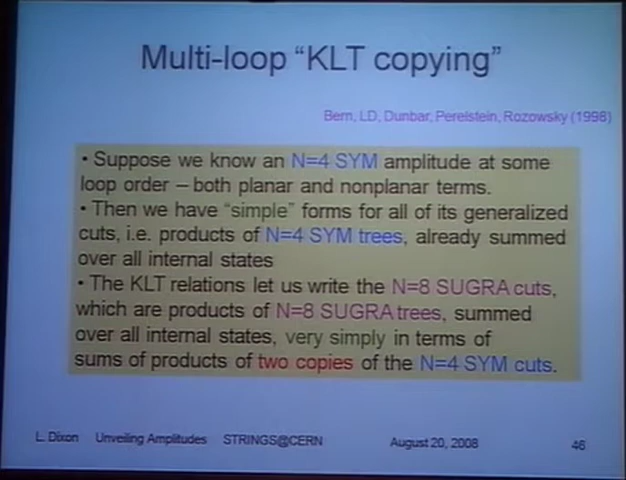 Multi-loop “KLT copying”
Bern, LD, Dunbar, Perelstein, Rozowsky (1998)
• Suppose we know an N=4 SYM amplitude at some
loop order – both planar and nonplanar terms.
• Then we have “simple” forms for all of its generalized
cuts, i.e. products of N=4 SYM trees, already summed
over all internal states
• The KLT relations let us write the N=8 SUGRA cuts,
which are products of N=8 SUGRA trees, summed
over all internal states, very simply in terms of
sums of products of two copies of the N=4 SYM cuts.
L. Dixon Unveiling Amplitudes STRINGS@CERN August 20, 2008 46